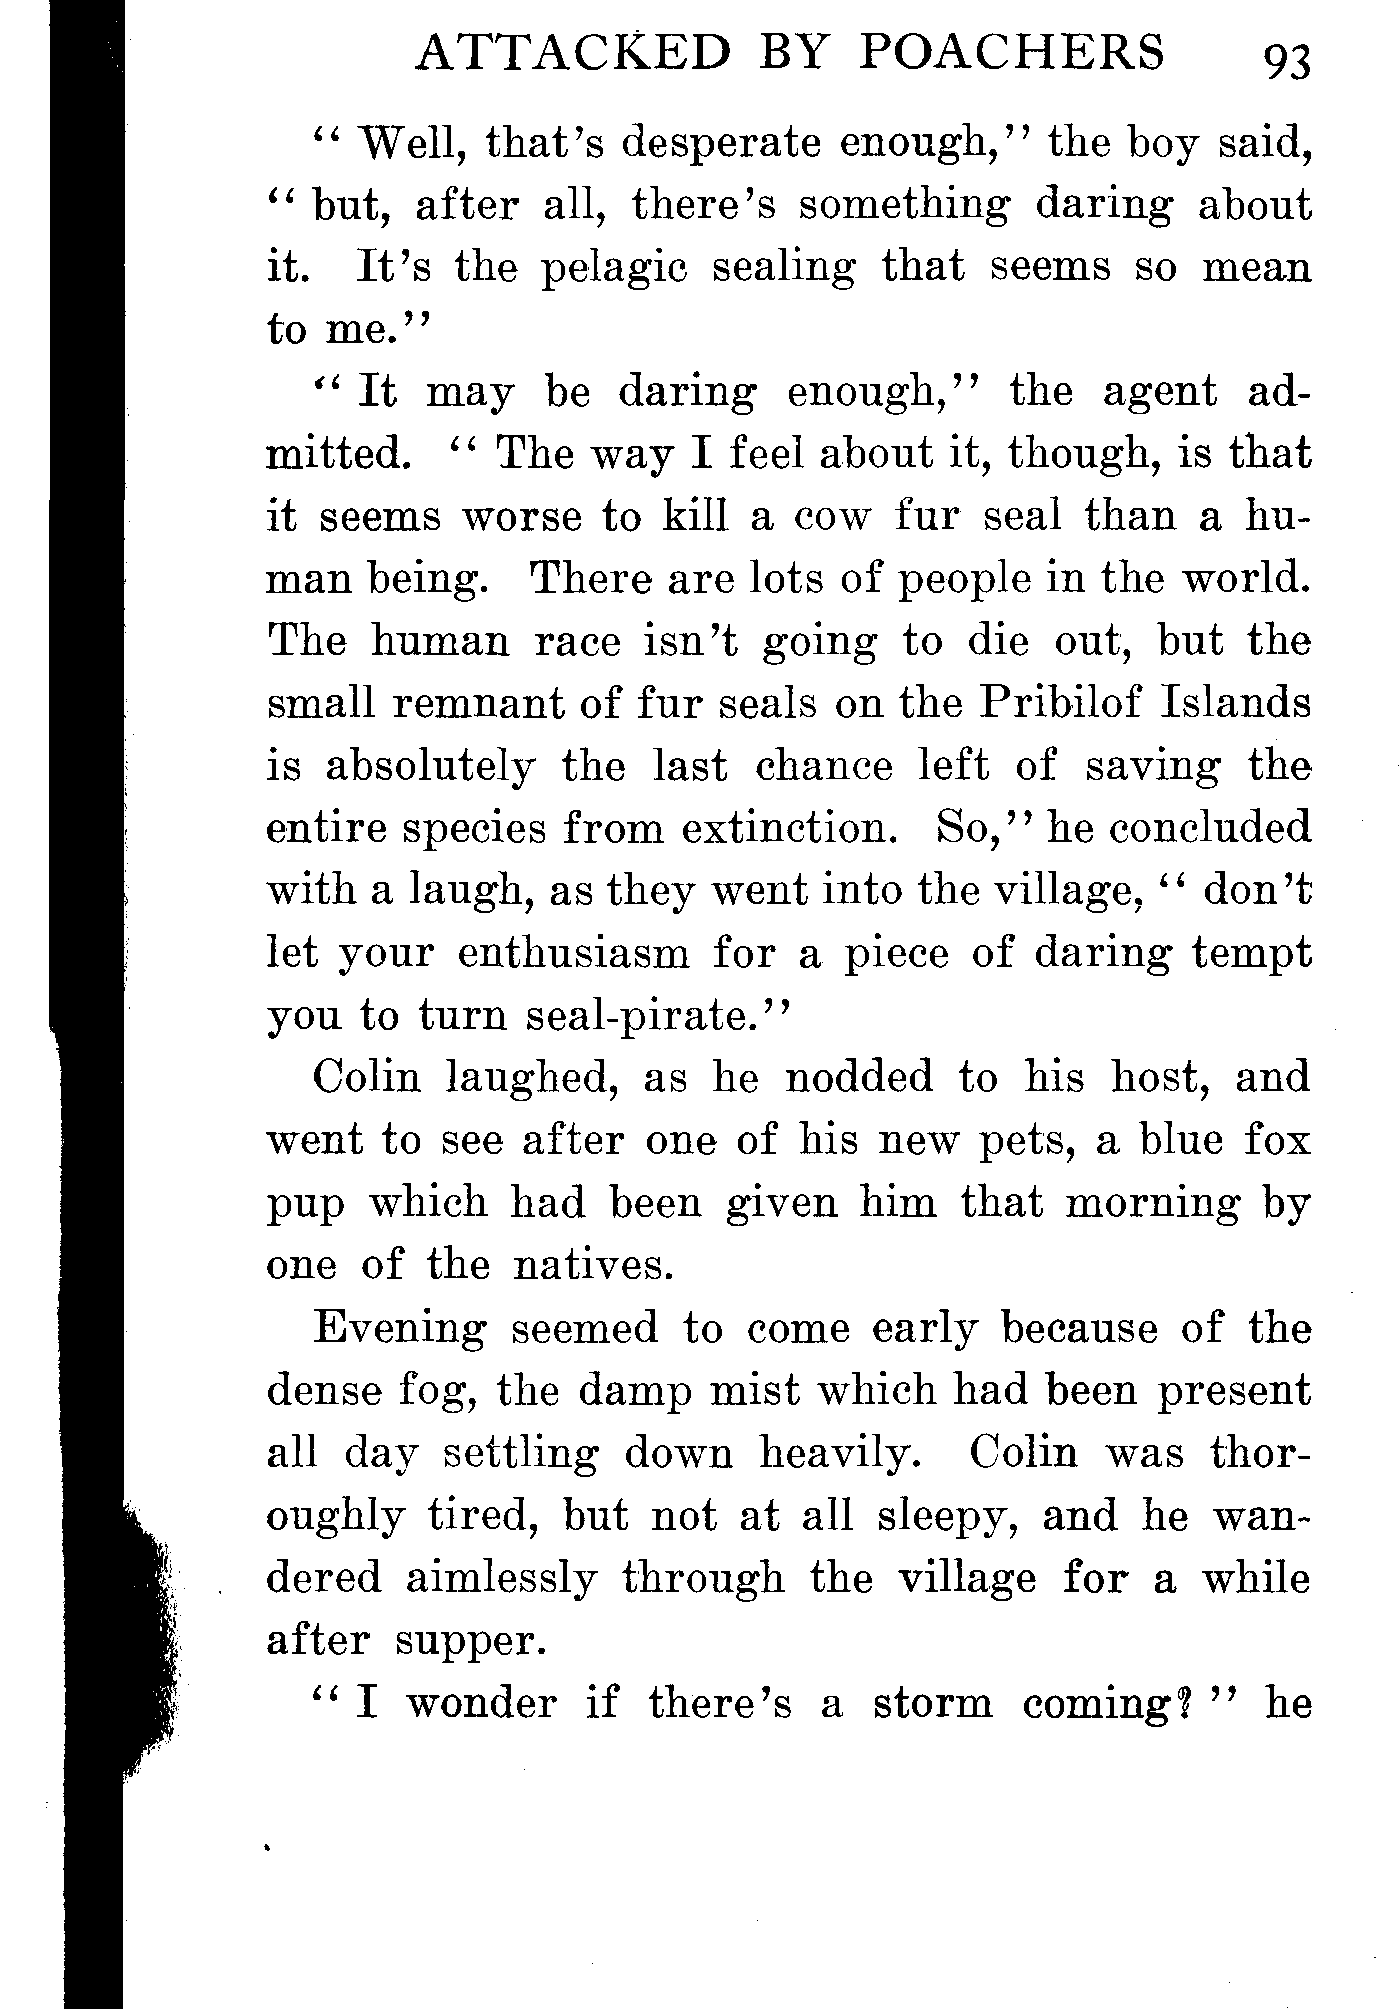 ATTACKED BY POACHERS 93
“ Well, that’s desperate enough,” the boy said,
“ but, after all, there’s something daring about
it. It’s the pelagic sealing that seems so mean
to me.”
“ It may be daring enough,” the agent ad-
mitted. “ The way I feel about it, though, is that
it seems worse to kill a cow fur seal than a hu-
man being. There are lots of people in the world.
The human race isn’t going to die out, but the
small remnant of fur seals on the Pribilof Islands
is absolutely the last chance left of saving the
entire species from extinction. So,” he concluded
with a laugh, as they went into the village, “ don’t
let your enthusiasm for a piece of daring tempt
you to turn seal-pirate.”
Colin laughed, as he nodded to his host, and
went to see after one of his new pets, a blue fox
pup which had been given him that morning by
one of the natives.
Evening seemed to come early because of the
dense fog, the damp mist which had been present
all day settling down heavily. Colin was thor-
oughly tired, but not at all sleepy, and he wan-
dered aimlessly through the village for a while
after supper.
“ I wonder if there’s a storm coming? ” he